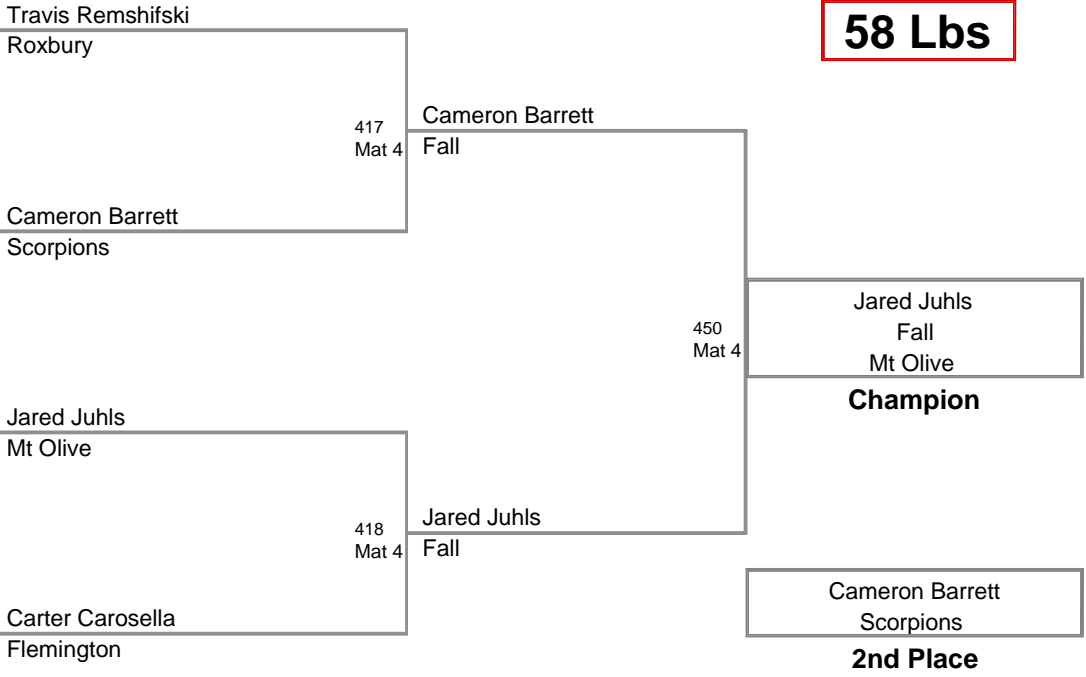 Travis Remshifski
Roxbury
58 Lbs
417
Mat 4
Cameron Barrett
Fall
Cameron Barrett
Scorpions
450
Mat 4
Jared Juhls
Fall
Mt Olive
Champion
Jared Juhls
Mt Olive
418
Mat 4
Jared Juhls
Fall
Carter Carosella
Flemington
Cameron Barrett
Scorpions
2nd Place